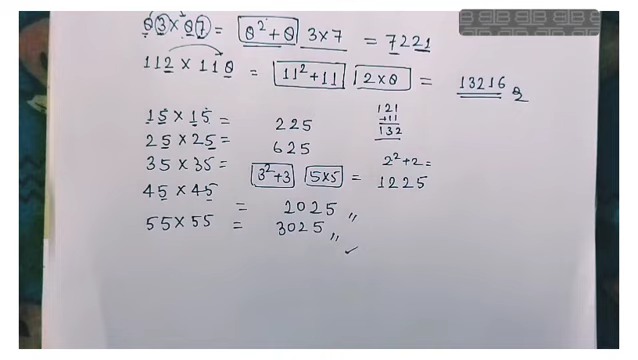 83×87 = 8²+8 3×7 = 7221
112 × 118 = 11²+11 2×8 = 13216
15 × 15 = 225
25 × 25 = 625
121
+11
132
2²+2=
35 × 35 = 3²+3 5×5 = 1225
45 × 45 = 2025 〃
55 × 55 = 3025 〃
✓